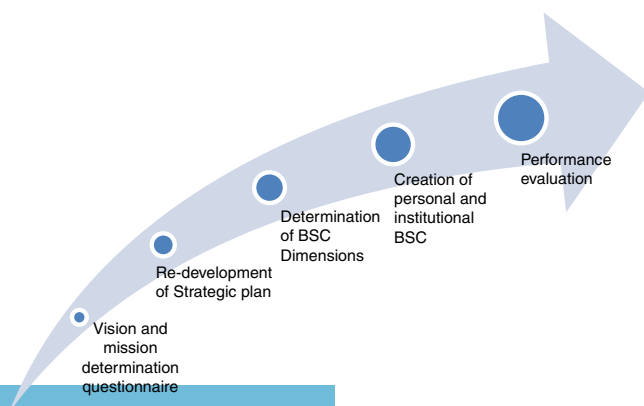 Vision and
mission
determination
questionnaire
Re-development
of Strategic plan
Determination
of BSC
Dimensions
Creation of
personal and
institutional
BSC
Performance
evaluation